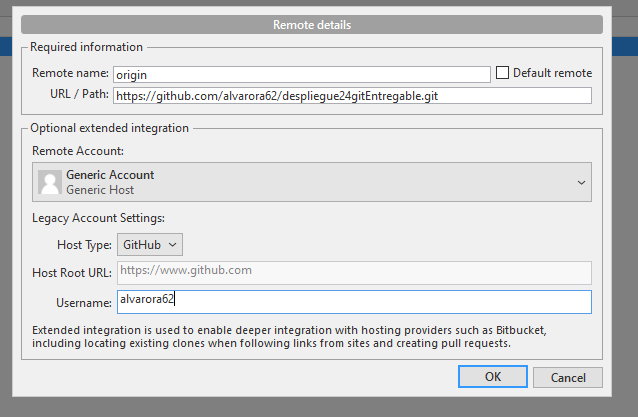 Remote details
Required information
Remote name: origin Default remote
URL / Path: https://github.com/alvarora62/despliegue24gitEntregable.git
Optional extended integration
Remote Account:
Generic Account
Generic Host
Legacy Account Settings:
Host Type: GitHub
Host Root URL: https://www.github.com
Username: alvarora62
Extended integration is used to enable deeper integration with hosting providers such as Bitbucket,
including locating existing clones when following links from sites and creating pull requests.
OK Cancel